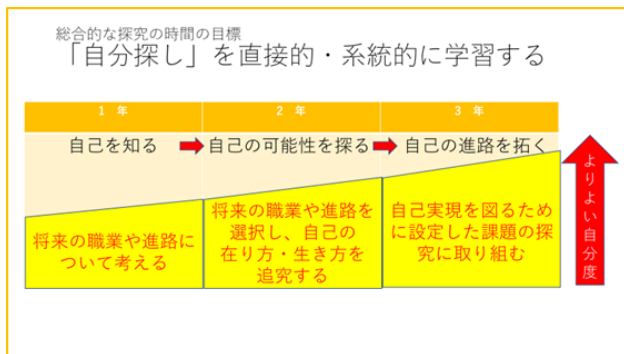 総合的な探究の時間の目標
「自分探し」を直接的・系統的に学習する
1 年
2 年
3 年
自己を知る
自己の可能性を探る
自己の進路を拓く
将来の職業や進路に
ついて考える
将来の職業や進路を
選択し、自己の
在り方・生き方を
追究する
自己実現を図るため
に設定した課題の探
究に取り組む
よりよい自分度